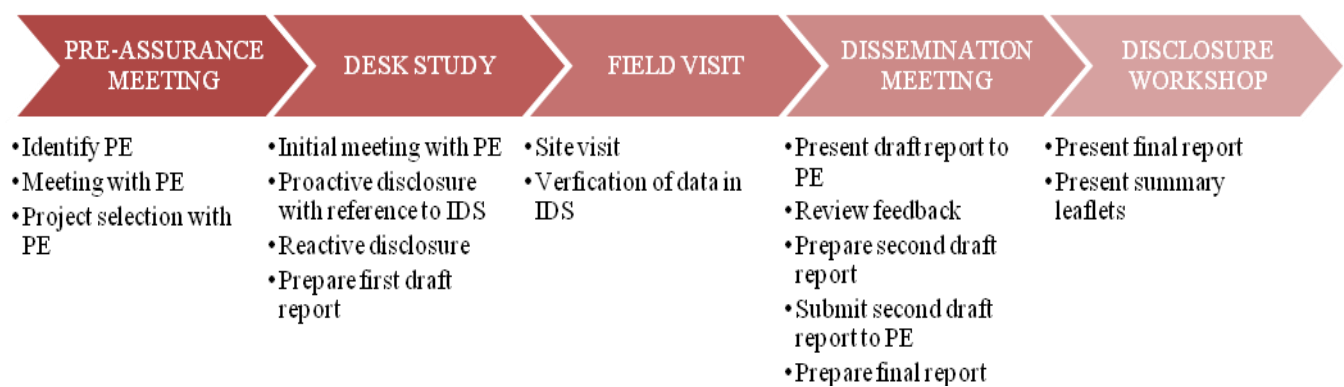 PRE-ASSURANCE
MEETING
DESK STUDY
FIELD VISIT
DISSEMINATION
MEETING
DISCLOSURE
WORKSHOP
•Identify PE
•Meeting with PE
•Project selection with
PE
•Initial meeting with PE
•Proactive disclosure
with reference to IDS
•Reactive disclosure
•Prepare first draft
report
•Site visit
•Verfication of data in
IDS
•Present draft report to
PE
•Review feedback
•Prepare second draft
report
•Submit second draft
report to PE
•Prepare final report
•Present final report
•Present summary
leaflets